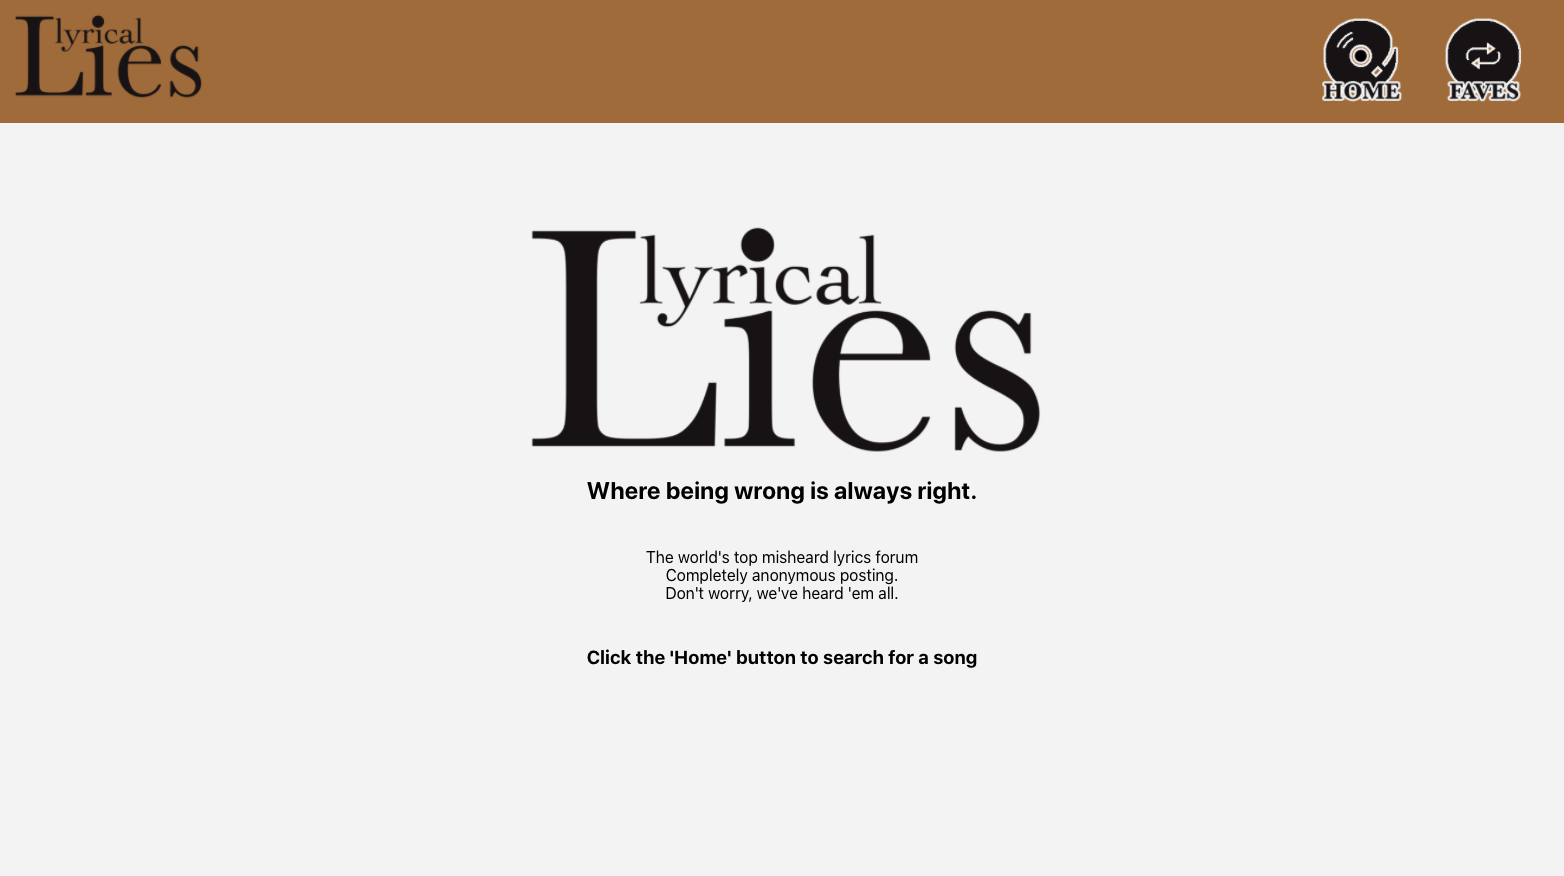 lyrical
Lies
HOME
FAVES
lyrical
Lies
Where being wrong is always right.
The world's top misheard lyrics forum
Completely anonymous posting.
Don't worry, we've heard 'em all.
Click the 'Home' button to search for a song